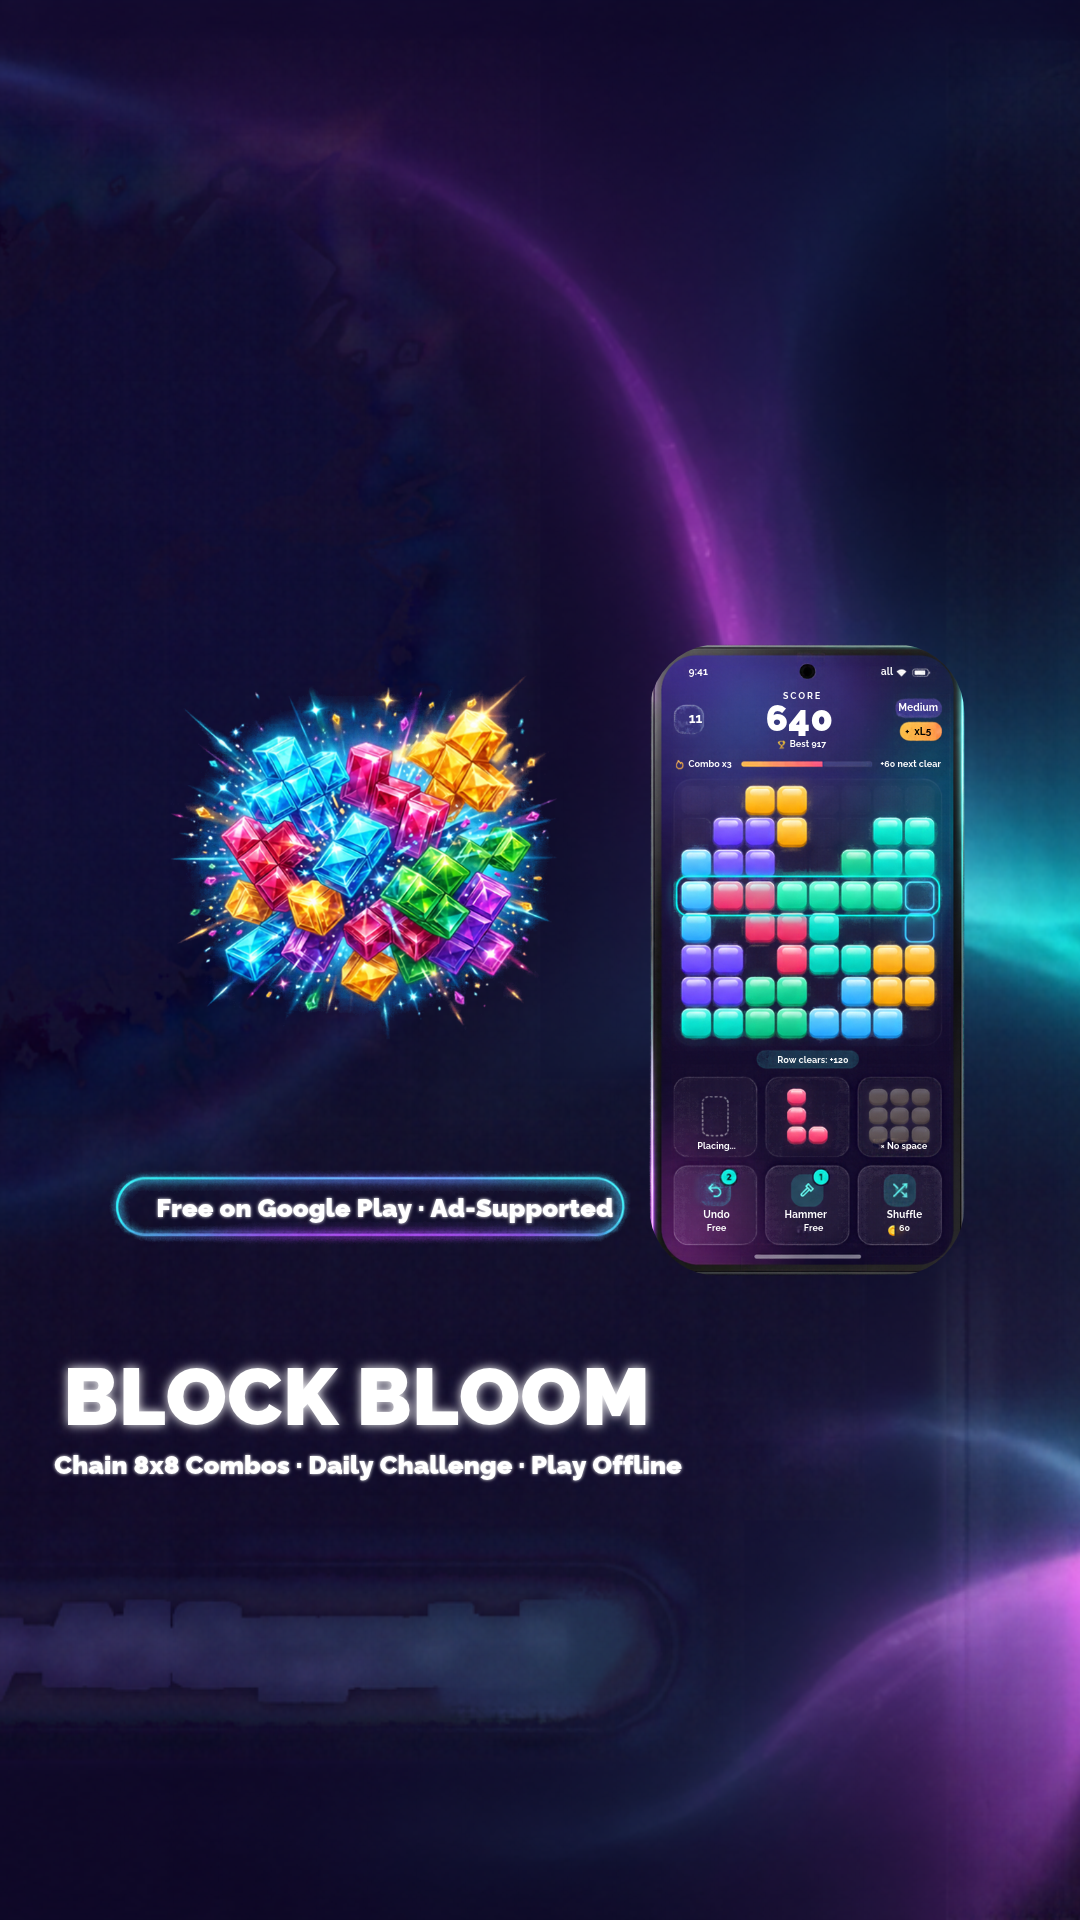 9:41
all
SCORE
11
640
Medium
+ xL5
Best 917
Combo x3
+60 next clear
Row clears: +120
Placing...
× No space
2
1
Undo
Hammer
Shuffle
Free
Free
60
Free on Google Play · Ad-Supported
BLOCK BLOOM
Chain 8x8 Combos · Daily Challenge · Play Offline